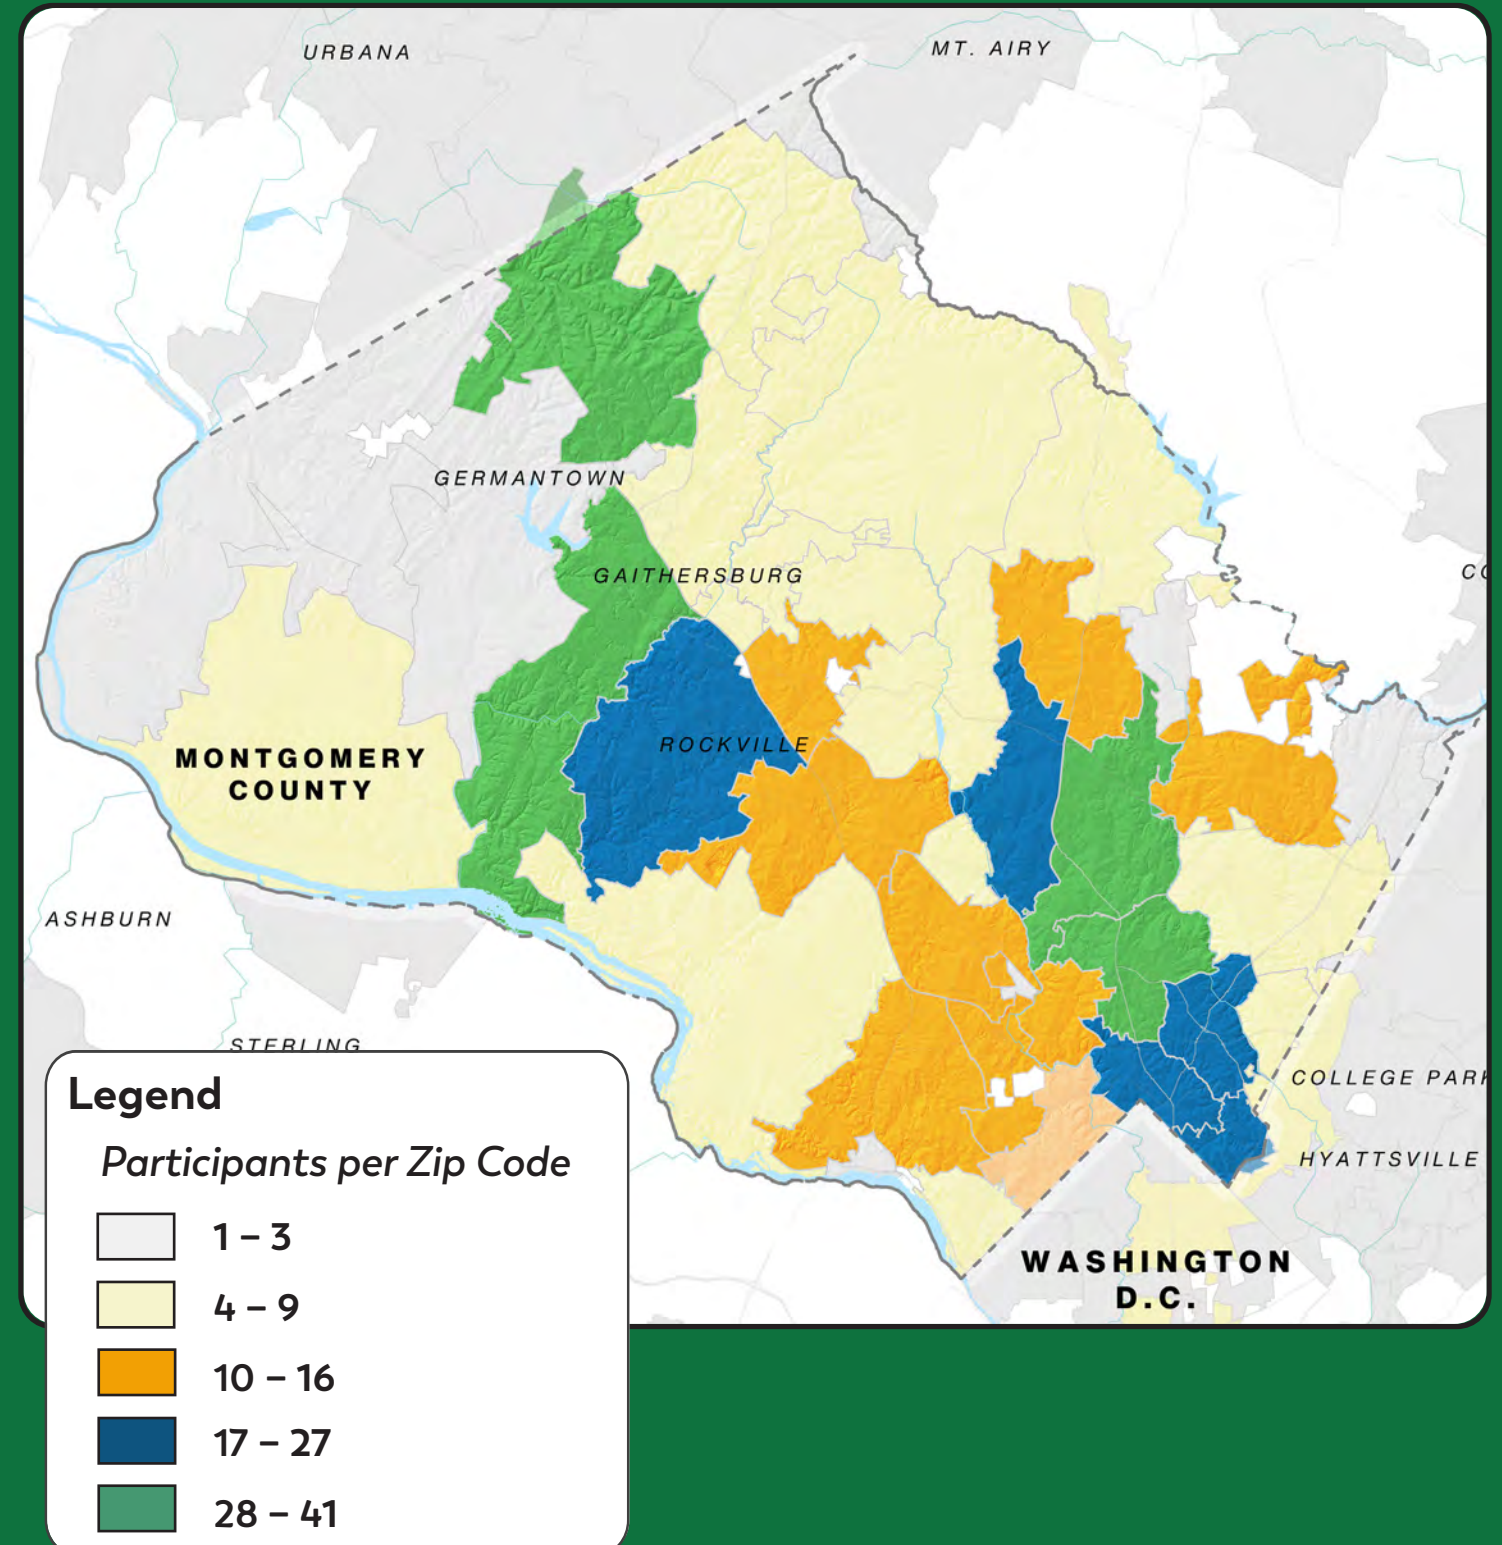 URBANA
MT. AIRY
GERMANTOWN
GAITHERSBURG
ROCKVILLE
MONTGOMERY
COUNTY
ASHBURN
STERLING
COLLEGE PARK
HYATTSVILLE
WASHINGTON
D.C.
Legend
Participants per Zip Code
1 – 3
4 – 9
10 – 16
17 – 27
28 – 41